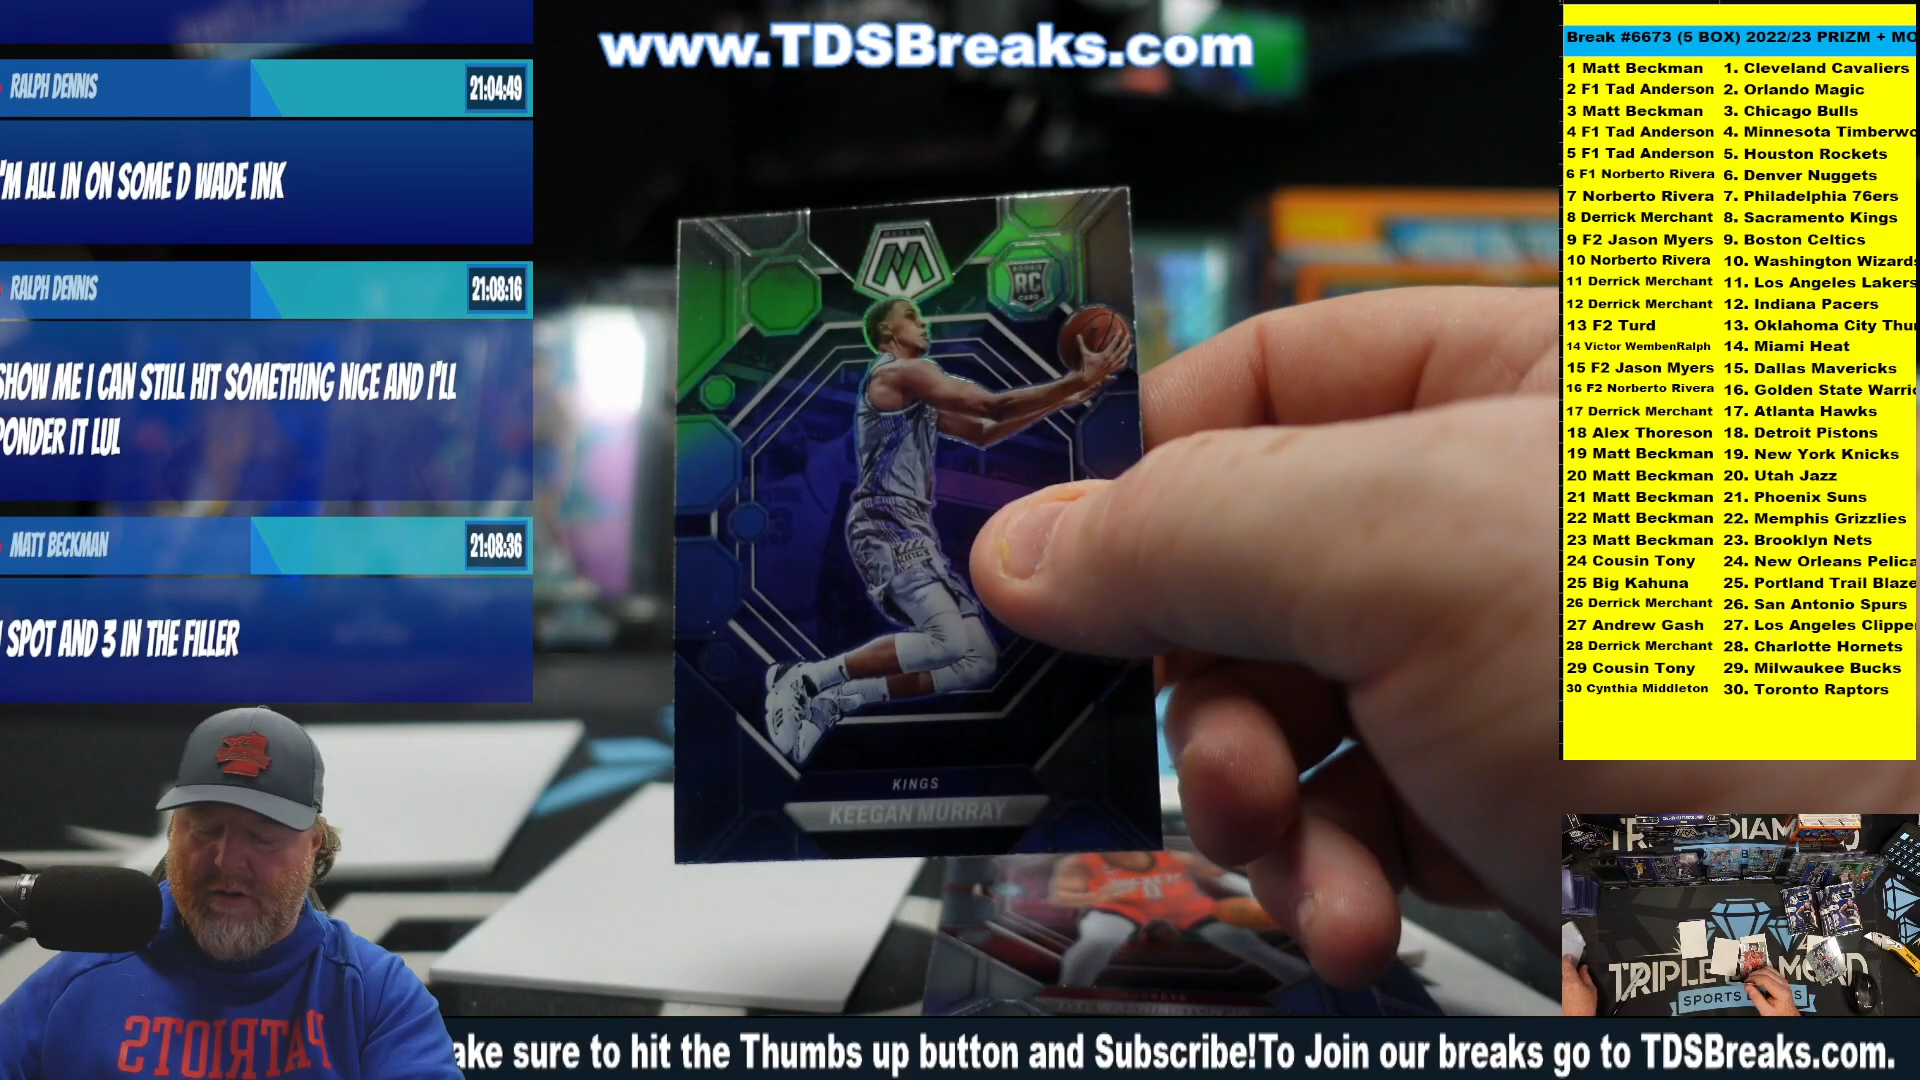 www.TDSBreaks.com
RALPH DENNIS
21:04:49
'M ALL IN ON SOME D WADE INK
RALPH DENNIS
21:08:16
SHOW ME I CAN STILL HIT SOMETHING NICE AND I'LL
PONDER IT LUL
MATT BECKMAN
21:08:36
1 SPOT AND 3 IN THE FILLER
MOSAIC
M
ROOKIE
RC
CARD
KINGS
KINGS
KEEGAN MURRAY
ROCKETS
PATRIOTS
Break #6673 (5 BOX) 2022/23 PRIZM + MO
1 Matt Beckman 1. Cleveland Cavaliers
2 F1 Tad Anderson 2. Orlando Magic
3 Matt Beckman 3. Chicago Bulls
4 F1 Tad Anderson 4. Minnesota Timberwo
5 F1 Tad Anderson 5. Houston Rockets
6 F1 Norberto Rivera 6. Denver Nuggets
7 Norberto Rivera 7. Philadelphia 76ers
8 Derrick Merchant 8. Sacramento Kings
9 F2 Jason Myers 9. Boston Celtics
10 Norberto Rivera 10. Washington Wizards
11 Derrick Merchant 11. Los Angeles Lakers
12 Derrick Merchant 12. Indiana Pacers
13 F2 Turd 13. Oklahoma City Thu
14 Victor WembenRalph 14. Miami Heat
15 F2 Jason Myers 15. Dallas Mavericks
16 F2 Norberto Rivera 16. Golden State Warri
17 Derrick Merchant 17. Atlanta Hawks
18 Alex Thoreson 18. Detroit Pistons
19 Matt Beckman 19. New York Knicks
20 Matt Beckman 20. Utah Jazz
21 Matt Beckman 21. Phoenix Suns
22 Matt Beckman 22. Memphis Grizzlies
23 Matt Beckman 23. Brooklyn Nets
24 Cousin Tony 24. New Orleans Pelica
25 Big Kahuna 25. Portland Trail Blaze
26 Derrick Merchant 26. San Antonio Spurs
27 Andrew Gash 27. Los Angeles Clippe
28 Derrick Merchant 28. Charlotte Hornets
29 Cousin Tony 29. Milwaukee Bucks
30 Cynthia Middleton 30. Toronto Raptors
TRIPLE
SPORTS
ake sure to hit the Thumbs up button and Subscribe!To Join our breaks go to TDSBreaks.com.